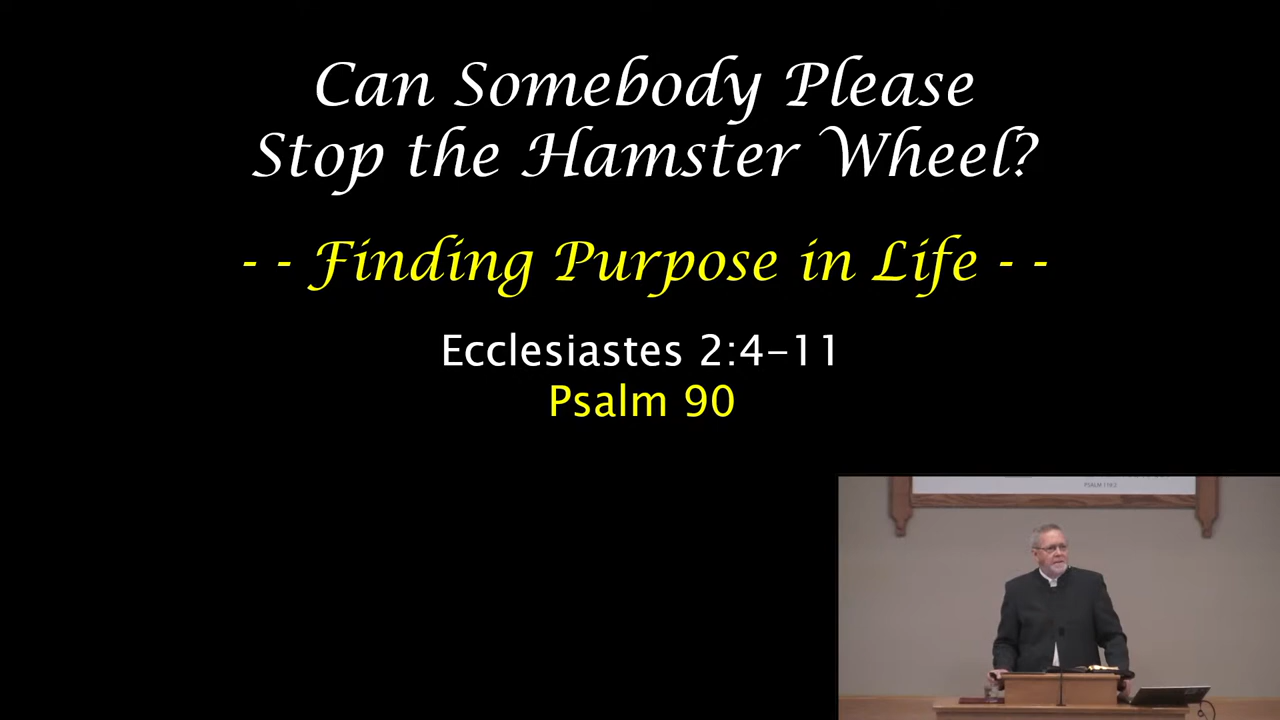 Can Somebody Please
Stop the Hamster Wheel?
- - Finding Purpose in Life - -
Ecclesiastes 2:4–11
Psalm 90